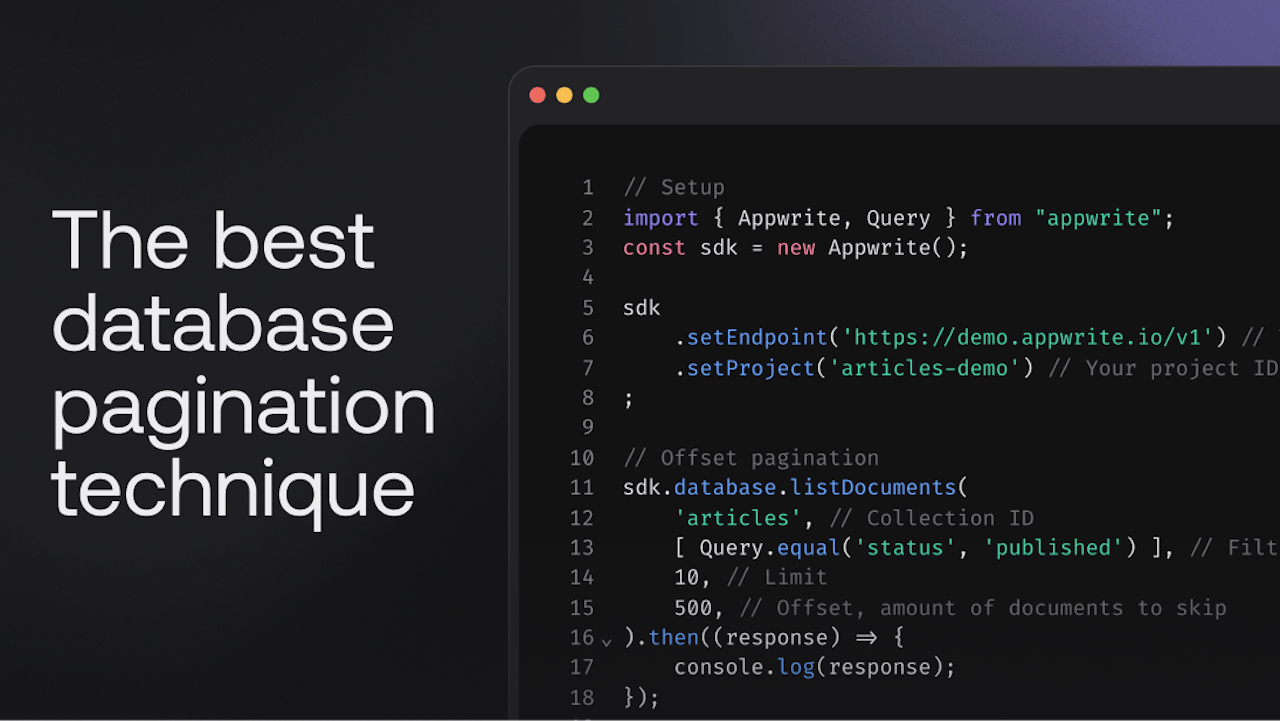 The best
database
pagination
technique
1 // Setup
2 import { Appwrite, Query } from "appwrite";
3 const sdk = new Appwrite();
4
5 sdk
6     .setEndpoint('https://demo.appwrite.io/v1') //
7     .setProject('articles-demo') // Your project ID
8 ;
9
10 // Offset pagination
11 sdk.database.listDocuments(
12     'articles', // Collection ID
13     [ Query.equal('status', 'published') ], // Filt
14     10, // Limit
15     500, // Offset, amount of documents to skip
16 ).then((response) => {
17     console.log(response);
18 });